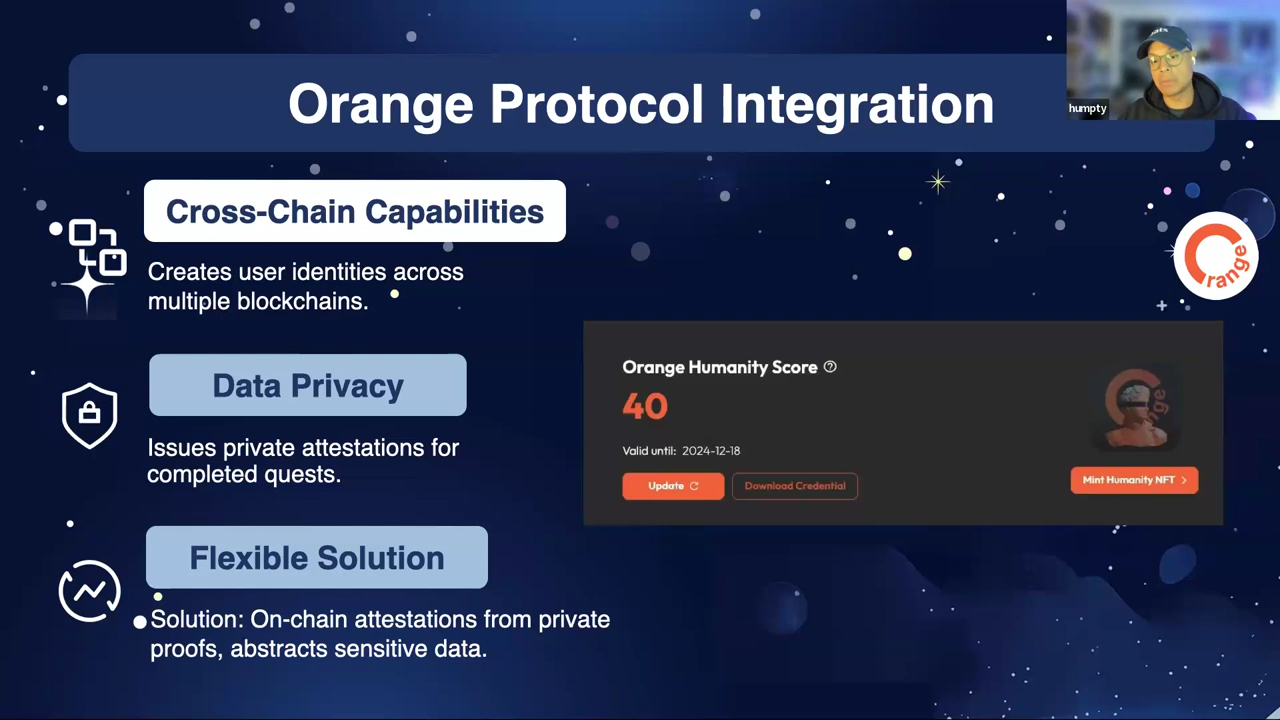 Orange Protocol Integration
humpty
Cross-Chain Capabilities
Creates user identities across
multiple blockchains.
range
Data Privacy
Issues private attestations for
completed quests.
Orange Humanity Score
40
Valid until: 2024-12-18
Update
Download Credential
Mint Humanity NFT
Flexible Solution
Solution: On-chain attestations from private
proofs, abstracts sensitive data.